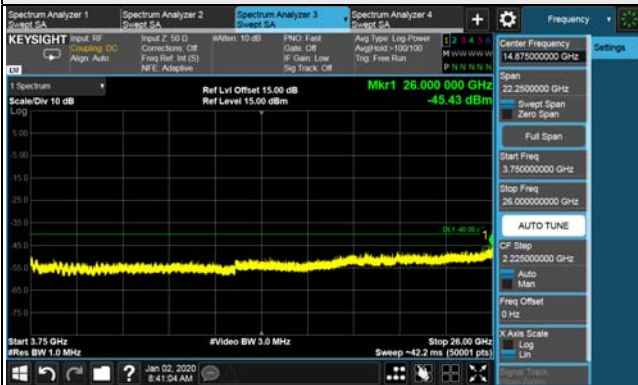 Spectrum Analyzer 1
Swept SA
Spectrum Analyzer 2
Swept SA
Spectrum Analyzer 3
Swept SA
Spectrum Analyzer 4
Swept SA
+
Frequency
KEYSIGHT
Input: RF
Coupling: DC
Align: Auto
Input Z: 50 Ω
Corrections: Off
Freq Ref: Int (S)
NFE: Adaptive
#Atten: 10 dB
PNO: Fast
Gate: Off
IF Gain: Low
Sig Track: Off
Avg Type: Log-Power
Avg|Hold:>100/100
Trig: Free Run
1 2 3 4 5 6
M W W W W W
P N N N N N
LXI
1 Spectrum
Scale/Div 10 dB
Log
Ref Lvl Offset 15.00 dB
Ref Level 15.00 dBm
Mkr1 26.000 000 GHz
-45.43 dBm
5.00
-5.00
-15.0
-25.0
-35.0
-45.0
-55.0
-65.0
-75.0
1
Start 3.75 GHz
#Res BW 1.0 MHz
#Video BW 3.0 MHz
Stop 26.00 GHz
Sweep ~42.2 ms (50001 pts)
Center Frequency
14.875000000 GHz
Settings
Span
22.2500000 GHz
Swept Span
Zero Span
Full Span
Start Freq
3.750000000 GHz
Stop Freq
26.000000000 GHz
AUTO TUNE
CF Step
2.225000000 GHz
Auto
Man
Freq Offset
0 Hz
X Axis Scale
Log
Lin
Signal Track
?
Jan 02, 2020
8:41:04 AM